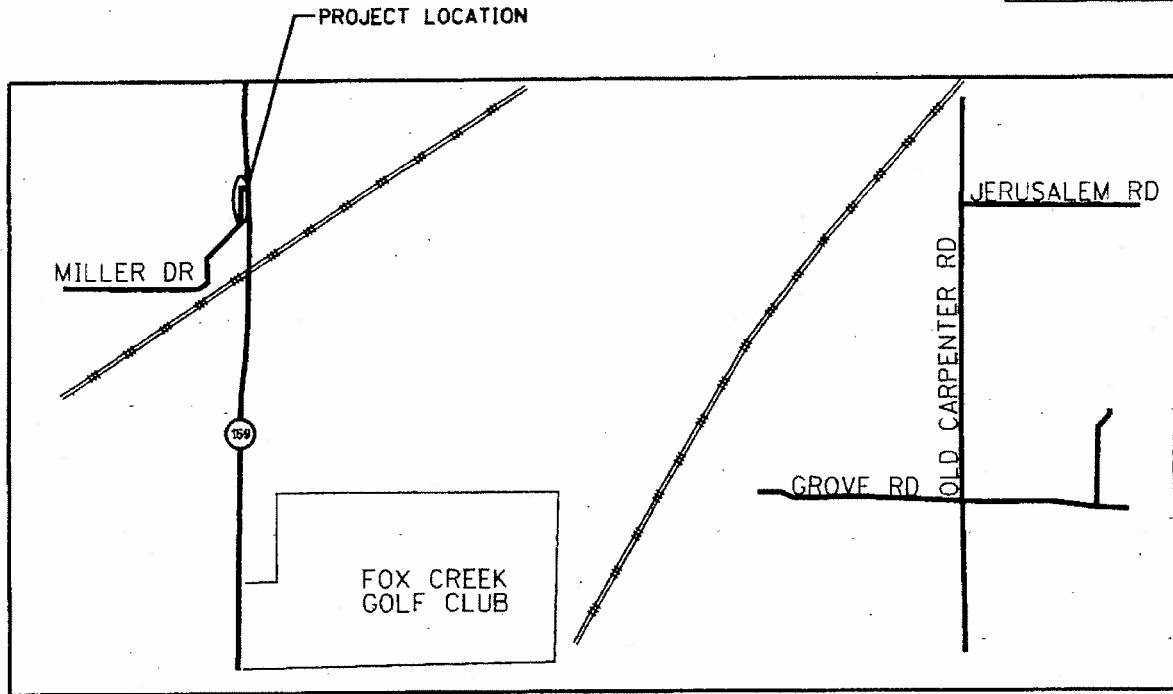 PROJECT LOCATION
JERUSALEM RD
MILLER DR
OLD CARPENTER RD
159
GROVE RD
FOX CREEK
GOLF CLUB